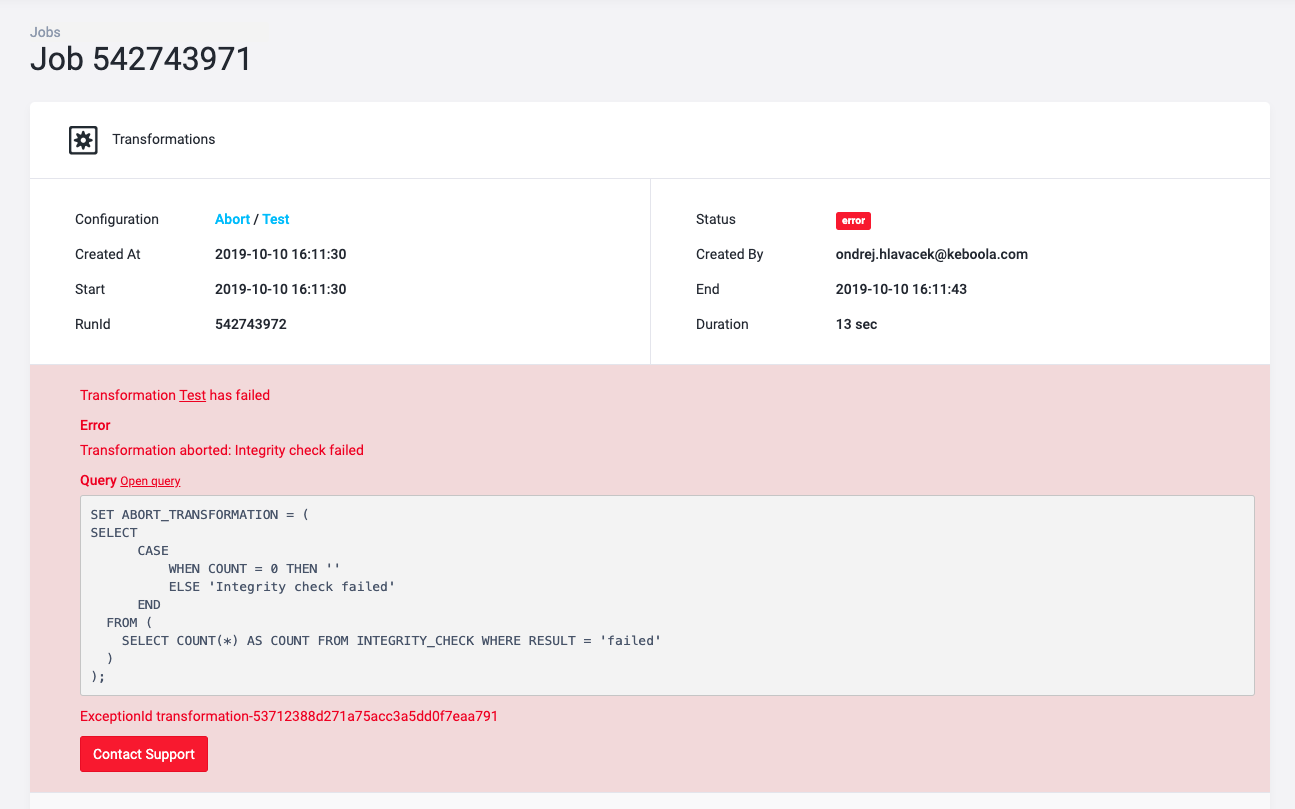 Jobs
Job 542743971
Transformations
Configuration Abort / Test
Status error
Created At 2019-10-10 16:11:30
Created By ondrej.hlavacek@keboola.com
Start 2019-10-10 16:11:30
End 2019-10-10 16:11:43
RunId 542743972
Duration 13 sec
Transformation Test has failed
Error
Transformation aborted: Integrity check failed
Query Open query
SET ABORT_TRANSFORMATION = (
SELECT
      CASE
          WHEN COUNT = 0 THEN ''
          ELSE 'Integrity check failed'
      END
  FROM (
    SELECT COUNT(*) AS COUNT FROM INTEGRITY_CHECK WHERE RESULT = 'failed'
  )
);
ExceptionId transformation-53712388d271a75acc3a5dd0f7eaa791
Contact Support